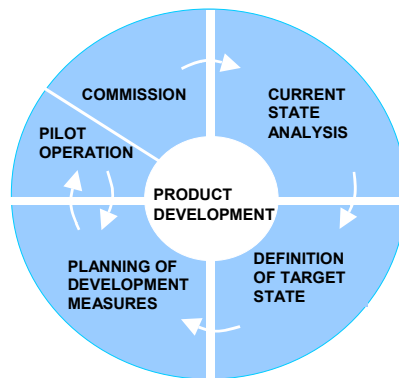 COMMISSION
CURRENT
STATE
ANALYSIS
PILOT
OPERATION
PRODUCT
DEVELOPMENT
PLANNING OF
DEVELOPMENT
MEASURES
DEFINITION
OF TARGET
STATE